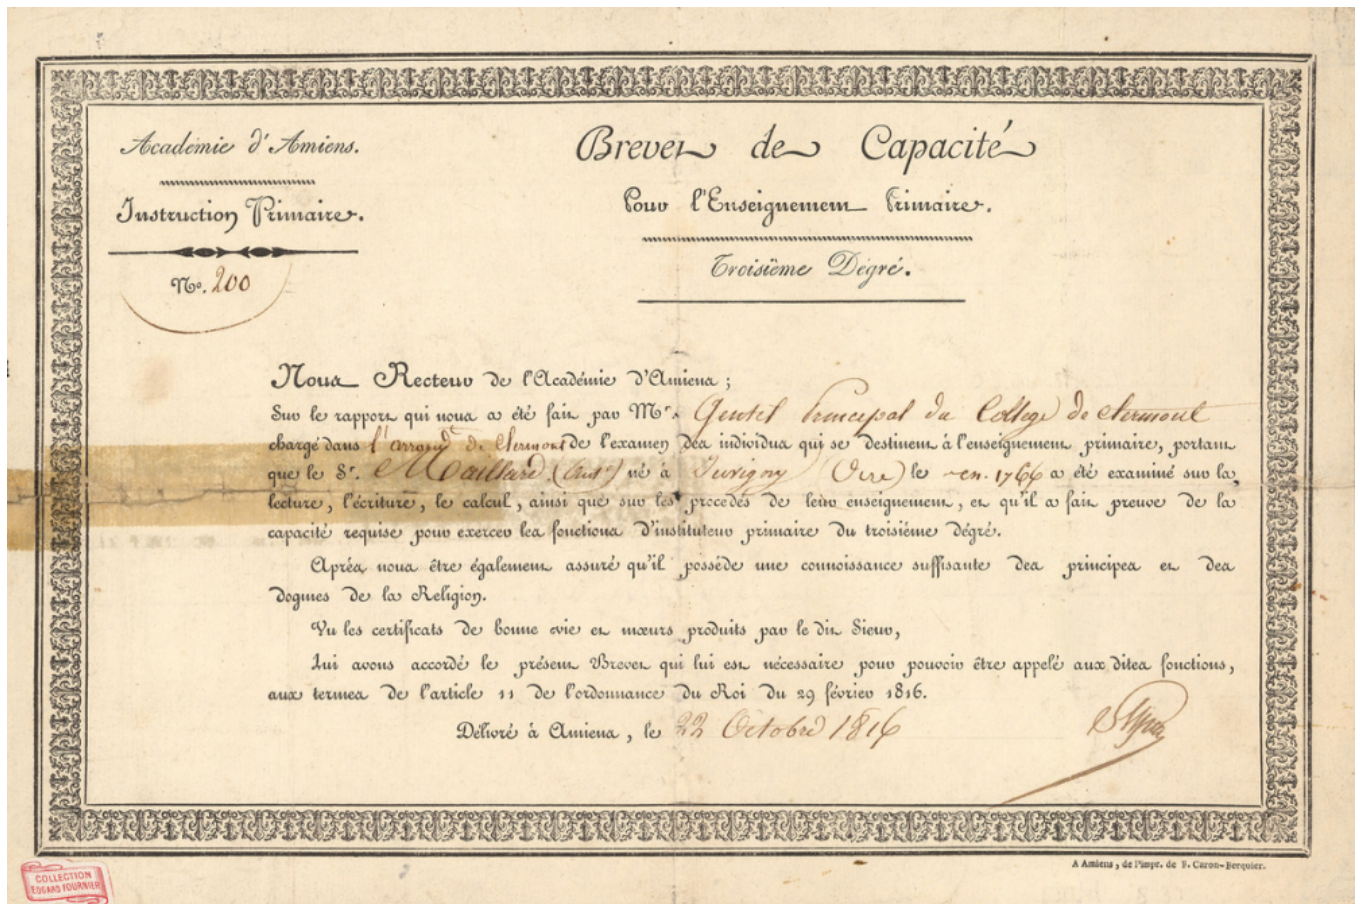 Académie d'Amiens.
Instruction Primaire.
No. 200
Brevet de Capacité
Pour l'Enseignement Primaire.
Troisième Dégré.
Nous Recteur de l'Académie d'Amiens ;
Sur le rapport qui nous a été fait par Mr. Gentil Principal du College de Clermont
chargé dans l'arrondt de Clermont de l'examen des individus qui se destinent à l'enseignement primaire, portant
que le Sr. Maillard né à Juvigny (Oise) le en 1766 a été examiné sur la
lecture, l'écriture, le calcul, ainsi que sur les procédés de leur enseignement, et qu'il a fait preuve de la
capacité requise pour exercer les fonctions d'instituteur primaire du troisième dégré.
Après nous être également assuré qu'il possède une connoissance suffisante des principes et des
dogmes de la Religion.
Vu les certificats de bonne vie et mœurs produits par le dit Sieur,
Lui avons accordé le présent Brevet qui lui est nécessaire pour pouvoir être appelé aux dites fonctions,
aux termes de l'article 11 de l'ordonnance du Roi du 29 février 1816.
Délivré à Amiens, le 22 Octobre 1816
A Amiens, de l'impr. de F. Caron-Berquier.
COLLECTION
EDGARD FOURNIER